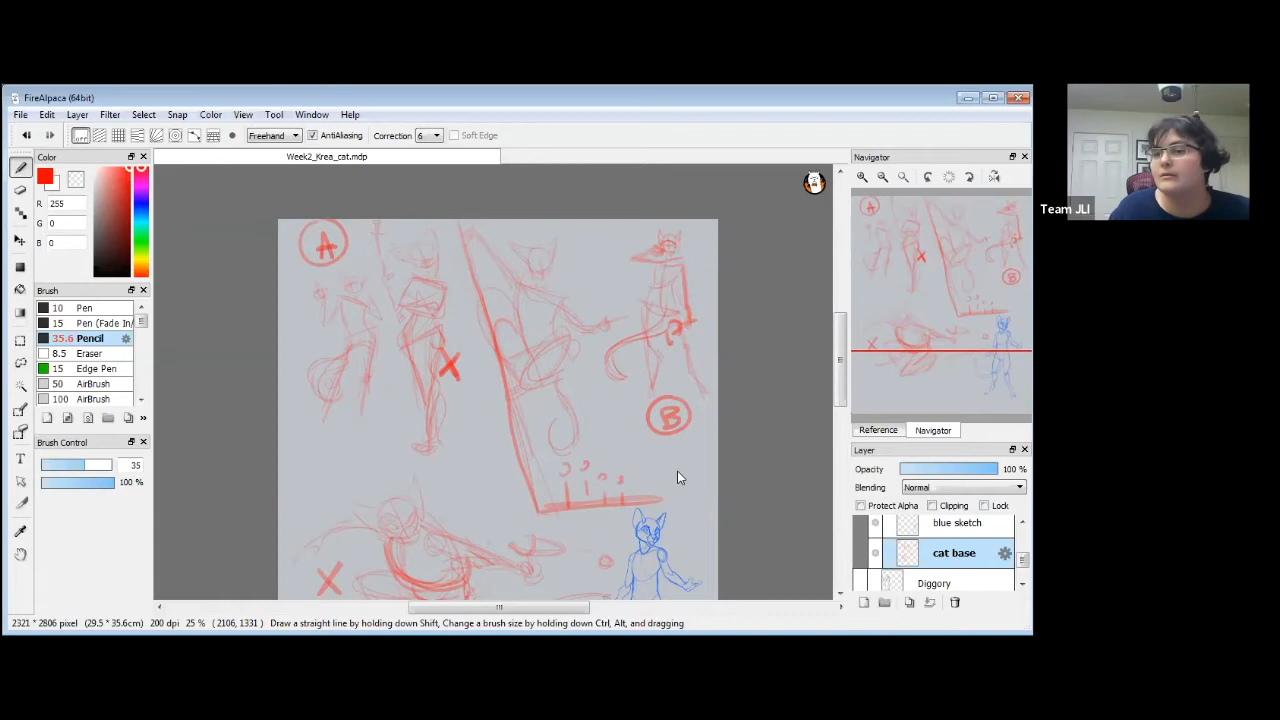 FireAlpaca (64bit)
File Edit Layer Filter Select Snap Color View Tool Window Help
off Freehand AntiAliasing Correction 6 Soft Edge
Color
Week2_Krea_cat.mdp
Navigator
R 255
G 0
B 0
Team JLI
A
B
X
X
Brush
10 Pen
15 Pen (Fade In/
35.6 Pencil
8.5 Eraser
15 Edge Pen
50 AirBrush
100 AirBrush
Brush Control
35
100 %
Reference Navigator
Layer
Opacity 100 %
Blending Normal
Protect Alpha Clipping Lock
blue sketch
cat base
Diggory
2321 * 2806 pixel (29.5 * 35.6cm) 200 dpi 25 % ( 2106, 1331 ) Draw a straight line by holding down Shift, Change a brush size by holding down Ctrl, Alt, and dragging